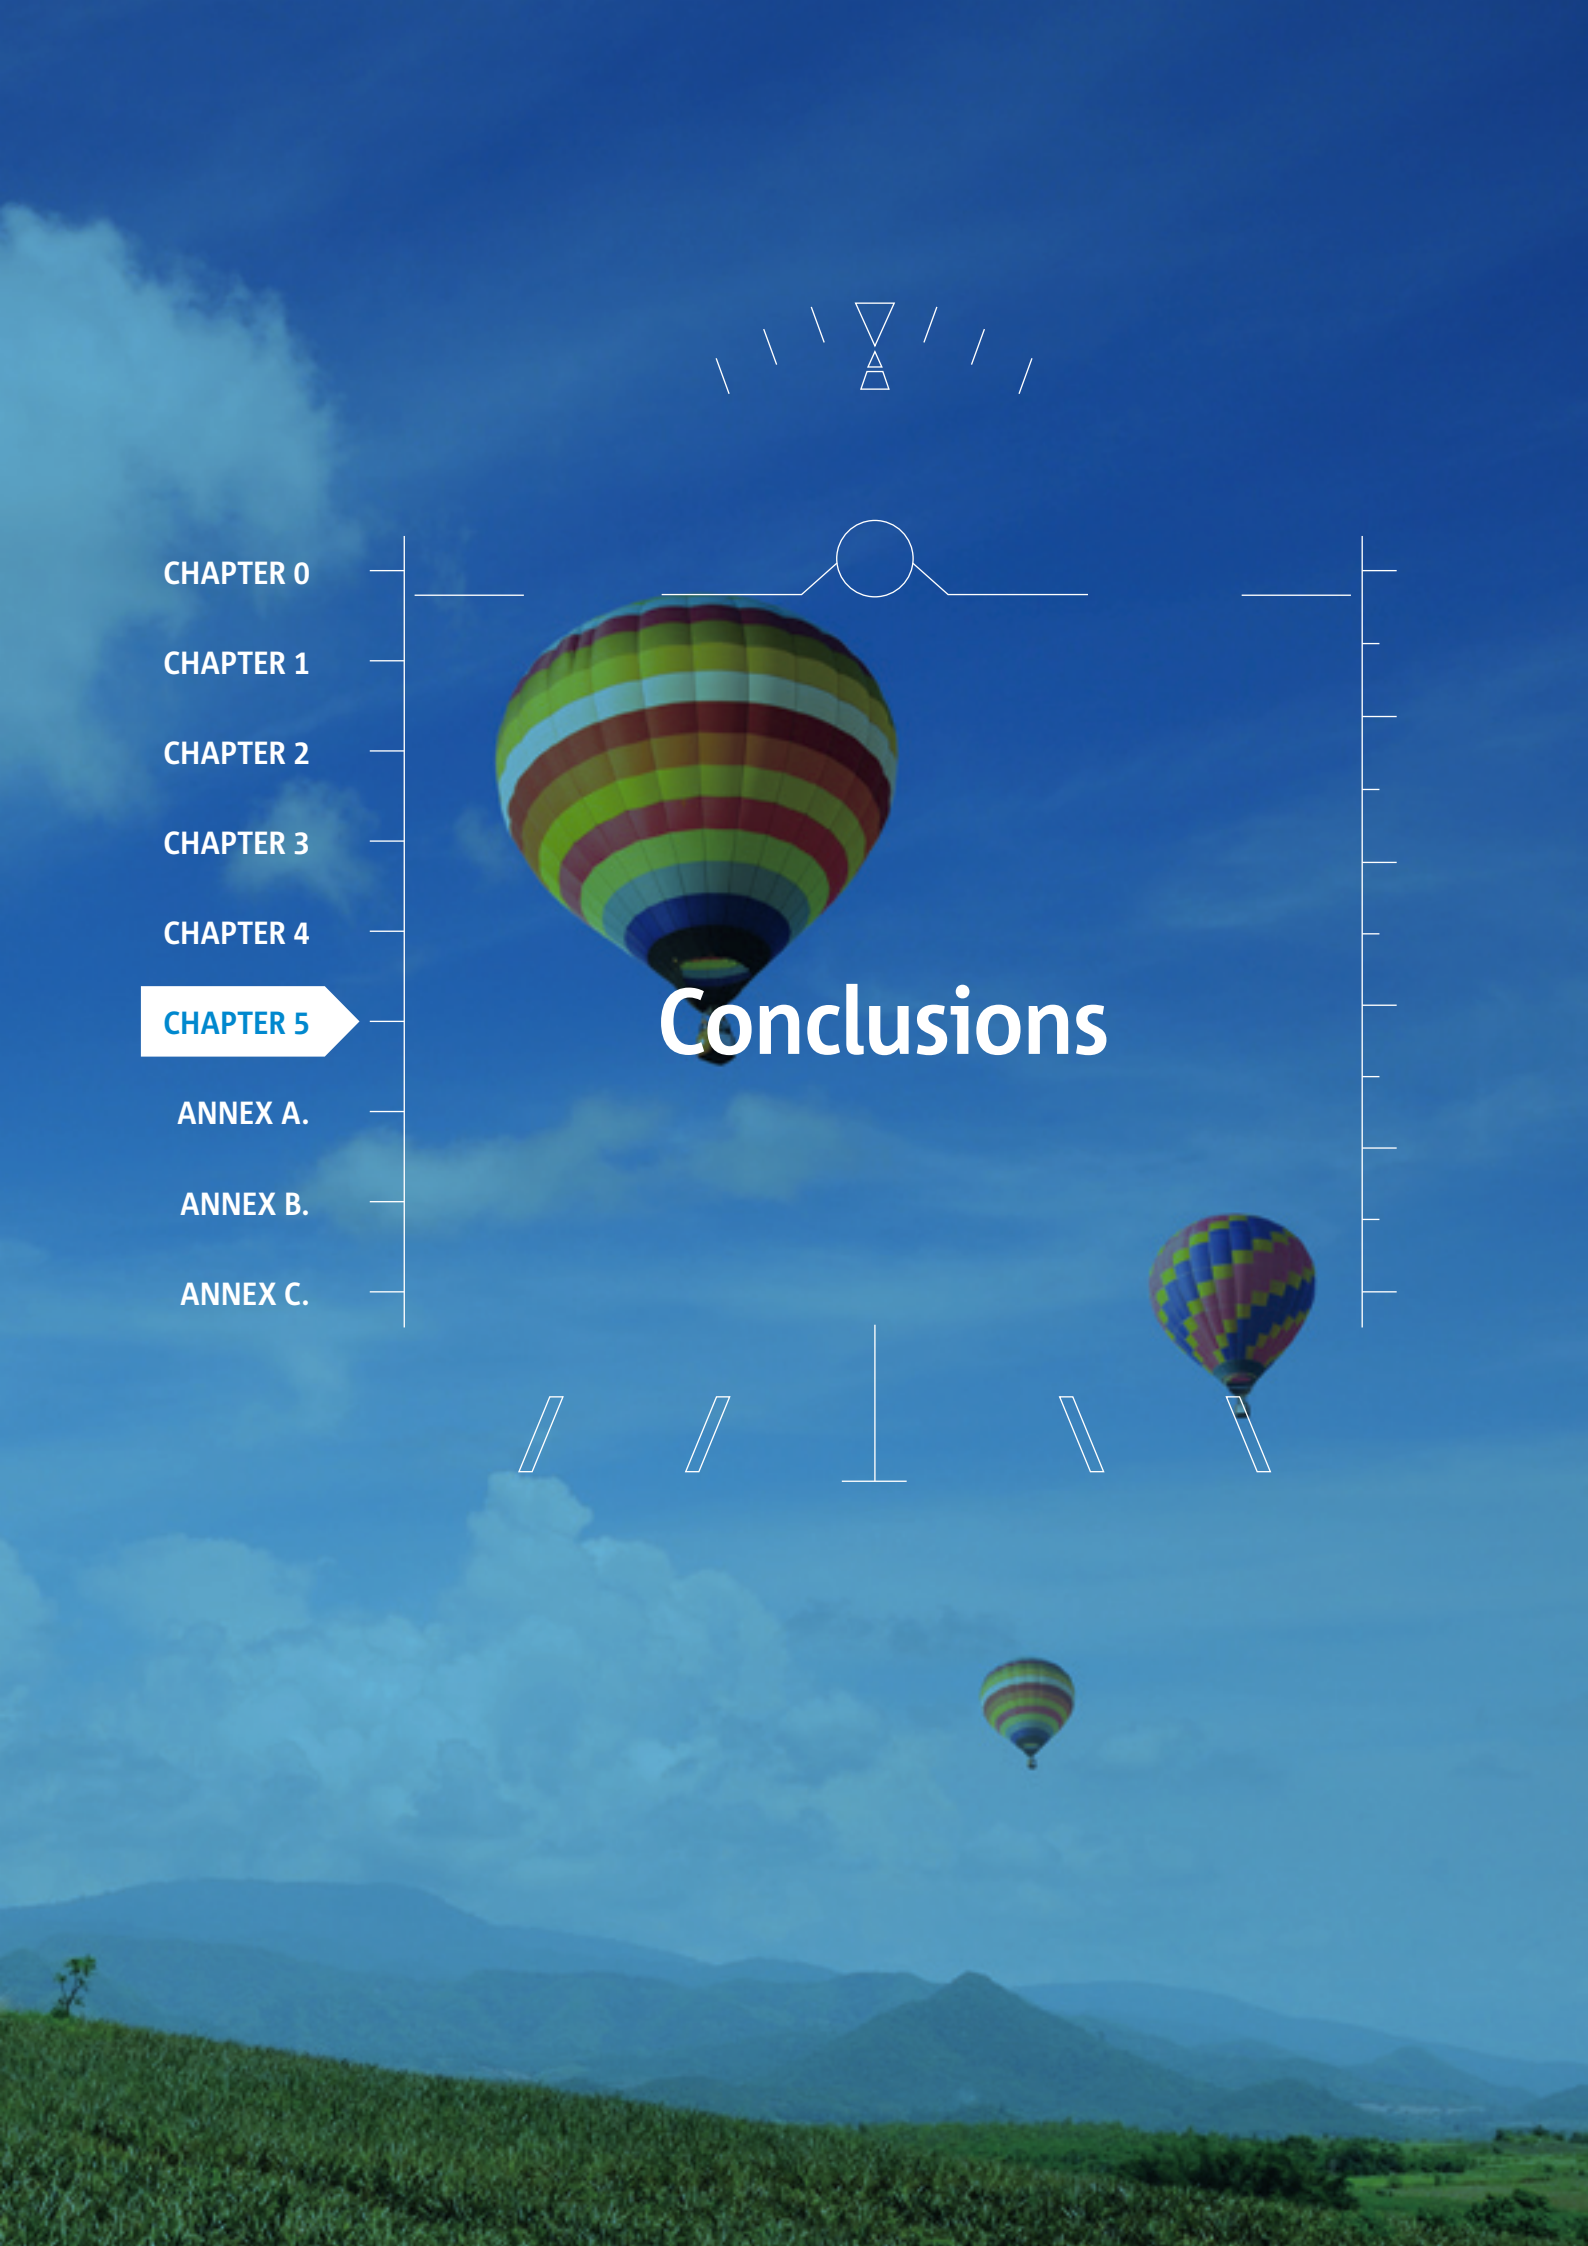 CHAPTER 0
CHAPTER 1
CHAPTER 2
CHAPTER 3
CHAPTER 4
CHAPTER 5
Conclusions
ANNEX A.
ANNEX B.
ANNEX C.